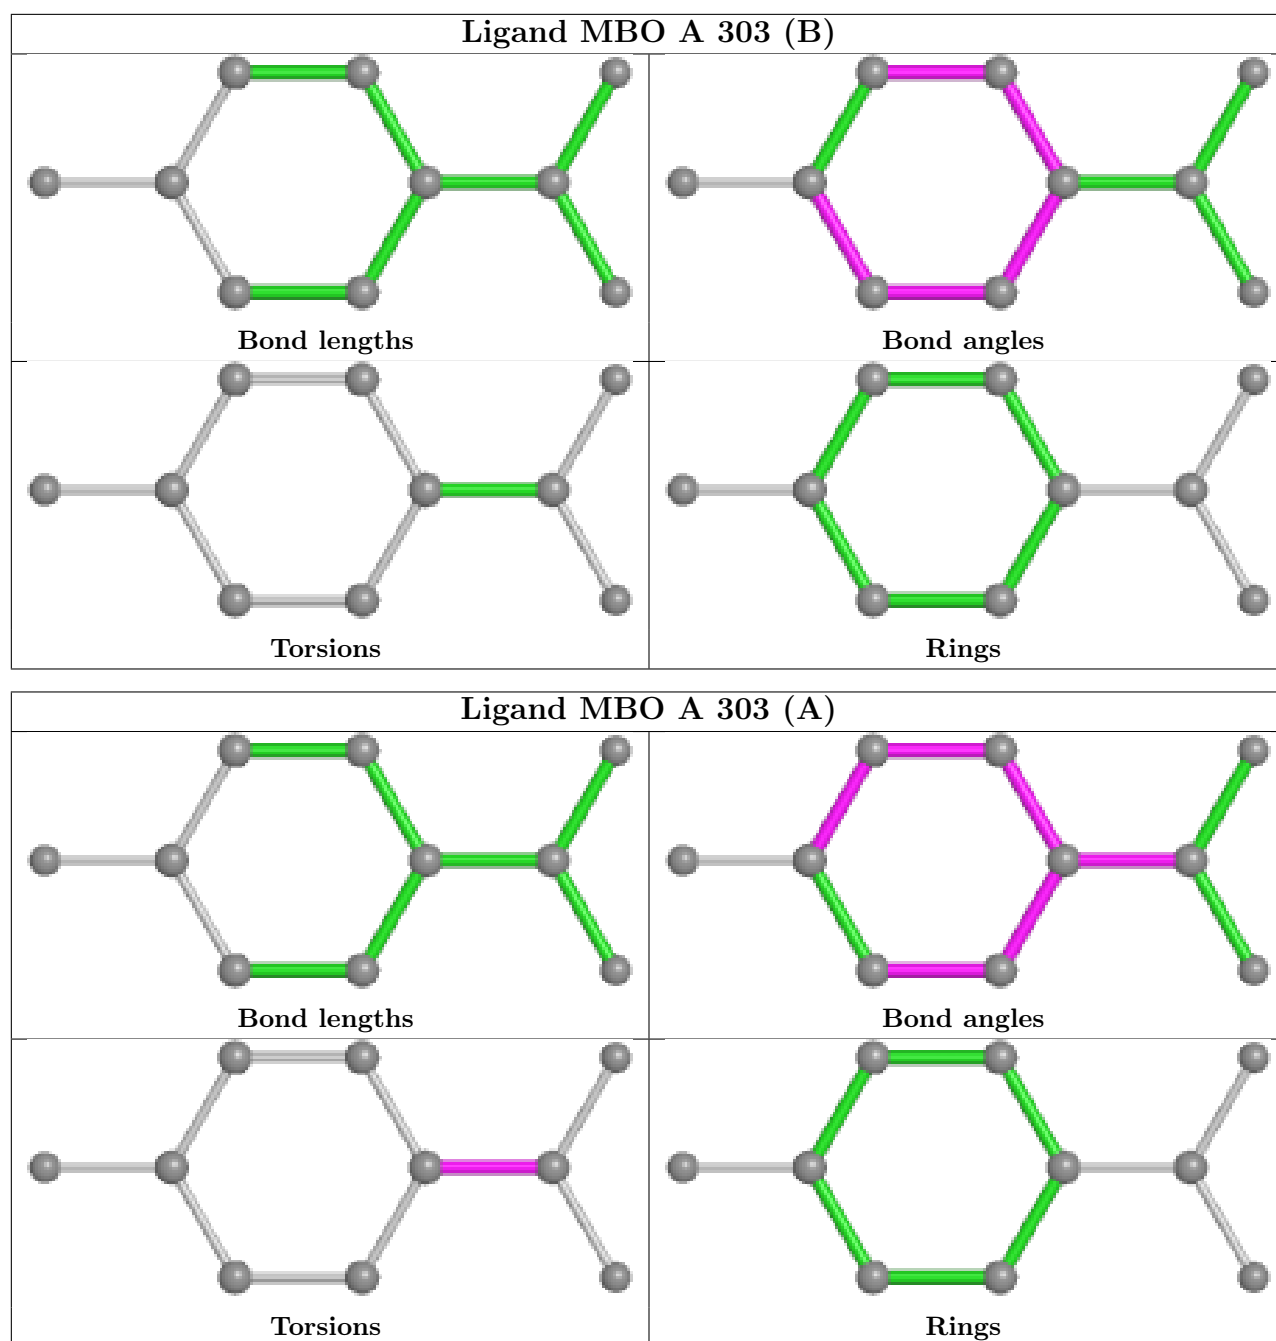 Ligand MBO A 303 (B)
Bond lengths
Bond angles
Torsions
Rings
Ligand MBO A 303 (A)
Bond lengths
Bond angles
Torsions
Rings